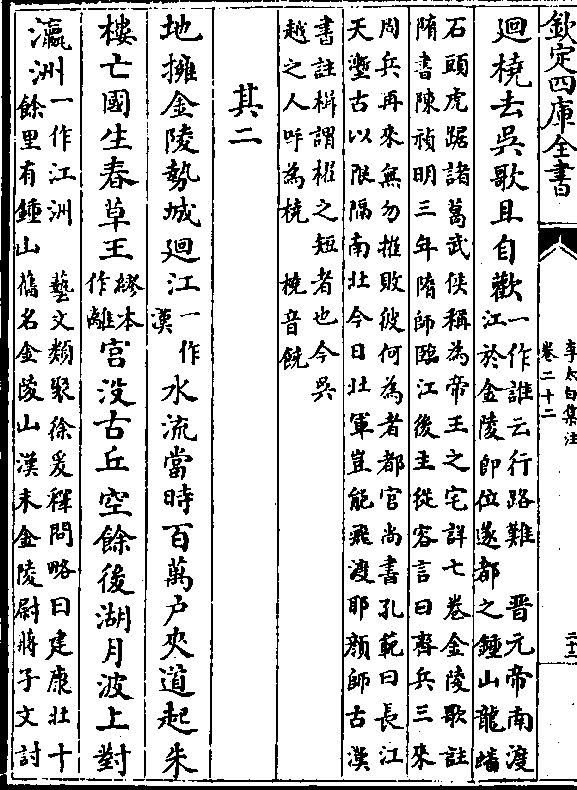 欽定四庫全書
李太白集注
卷二十二
迴橈去吳歌且自歡
一作誰云行路難 晋元帝南渡
江於金陵即位遂都之鍾山龍蟠
石頭虎踞諸葛武侯稱為帝王之宅詳七卷金陵歌註
隋書陳禎明三年隋師臨江後主從容言曰齊兵三來
周兵再來無勿摧敗彼何為者都官尚書孔範曰長江
天塹古以限隔南北今日北軍豈能飛渡耶顔師古漢
書註楫謂櫂之短者也今吳
越之人呼為橈 橈音饒
其二
地擁金陵勢城迴江一作漢水流當時百萬户夾道起朱
樓亡國生春草王繆本作離宮没古丘空餘後湖月波上對
瀛洲
一作江洲 藝文類聚徐爰釋問略曰建康北十
餘里有鍾山舊名金陵山漢末金陵尉蔣子文討